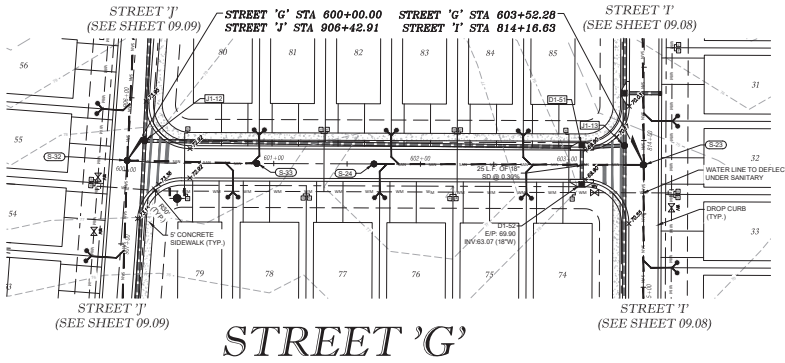 STREET 'J'
(SEE SHEET 09.09)
STREET 'G' STA 600+00.00
STREET 'J' STA 906+42.91
STREET 'G' STA 603+52.28
STREET 'I' STA 814+16.63
STREET 'I'
(SEE SHEET 09.08)
56
80
81
82
83
84
85
31
J1-12
D1-51
J1-13
55
S-32
600+00
601+00
602+00
S-33
S-24
25 L.F. OF 18"
SD @ 0.30%
S-23
32
WATER LINE TO DEFLEC
UNDER SANITARY
54
5' CONCRETE
SIDEWALK (TYP.)
D1-52
E/P: 69.90
INV:63.07 (18"W)
DROP CURB
(TYP.)
33
79
78
77
76
75
74
STREET 'J'
(SEE SHEET 09.09)
STREET 'I'
(SEE SHEET 09.08)
STREET 'G'